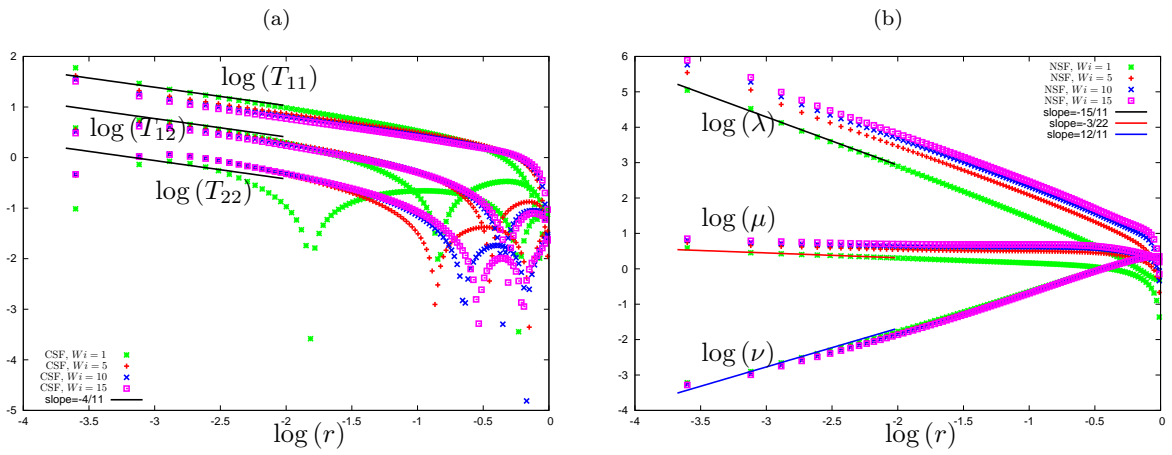 (a)
2
1
0
-1
-2
-3
-4
-5
log (T11)
log (T12)
log (T22)
CSF, Wi = 1
CSF, Wi = 5
CSF, Wi = 10
CSF, Wi = 15
slope=-4/11
-4 -3.5 -3 -2.5 -2 -1.5 -1 -0.5 0
log (r)
(b)
6
5
4
3
2
1
0
-1
-2
-3
-4
NSF, Wi = 1
NSF, Wi = 5
NSF, Wi = 10
NSF, Wi = 15
slope=-15/11
slope=-3/22
slope=12/11
log (λ)
log (μ)
log (ν)
-4 -3.5 -3 -2.5 -2 -1.5 -1 -0.5 0
log (r)